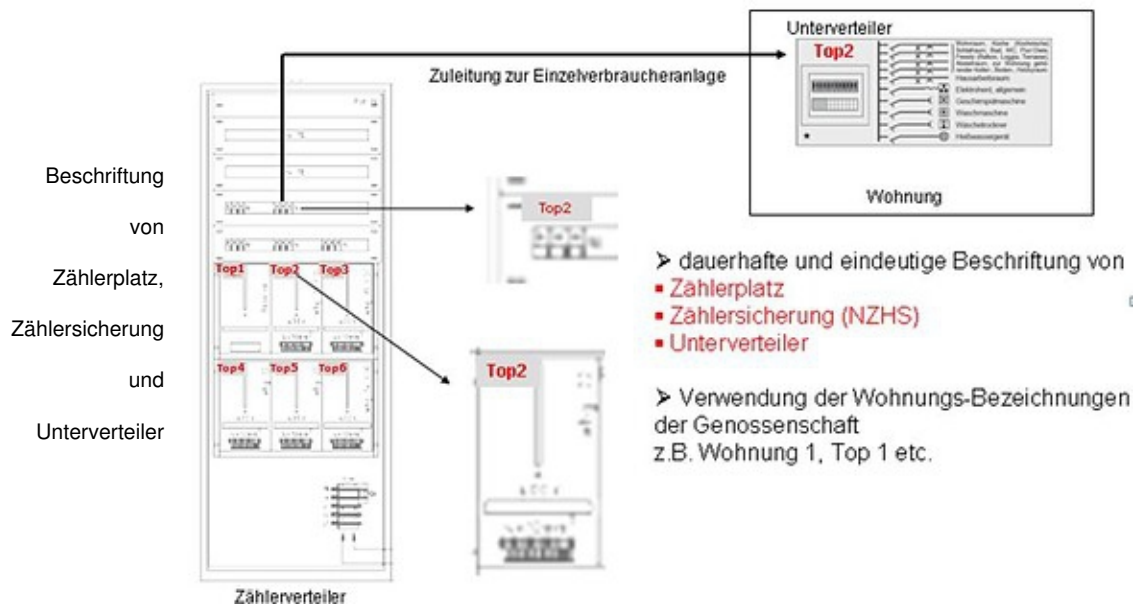 Beschriftung
von
Zählerplatz,
Zählersicherung
und
Unterverteiler
Zuleitung zur Einzelverbraucheranlage
Unterverteiler
Top2
Elektroherd, allgemein
Geschirrspülmaschine
Waschmaschine
Wäschetrockner
Heißwassergerät
Wohnung
Top2
Top1
Top2
Top3
Top4
Top5
Top6
Top2
Zählerverteiler
➢ dauerhafte und eindeutige Beschriftung von
▪ Zählerplatz
▪ Zählersicherung (NZHS)
▪ Unterverteiler
➢ Verwendung der Wohnungs-Bezeichnungen
der Genossenschaft
z.B. Wohnung 1, Top 1 etc.